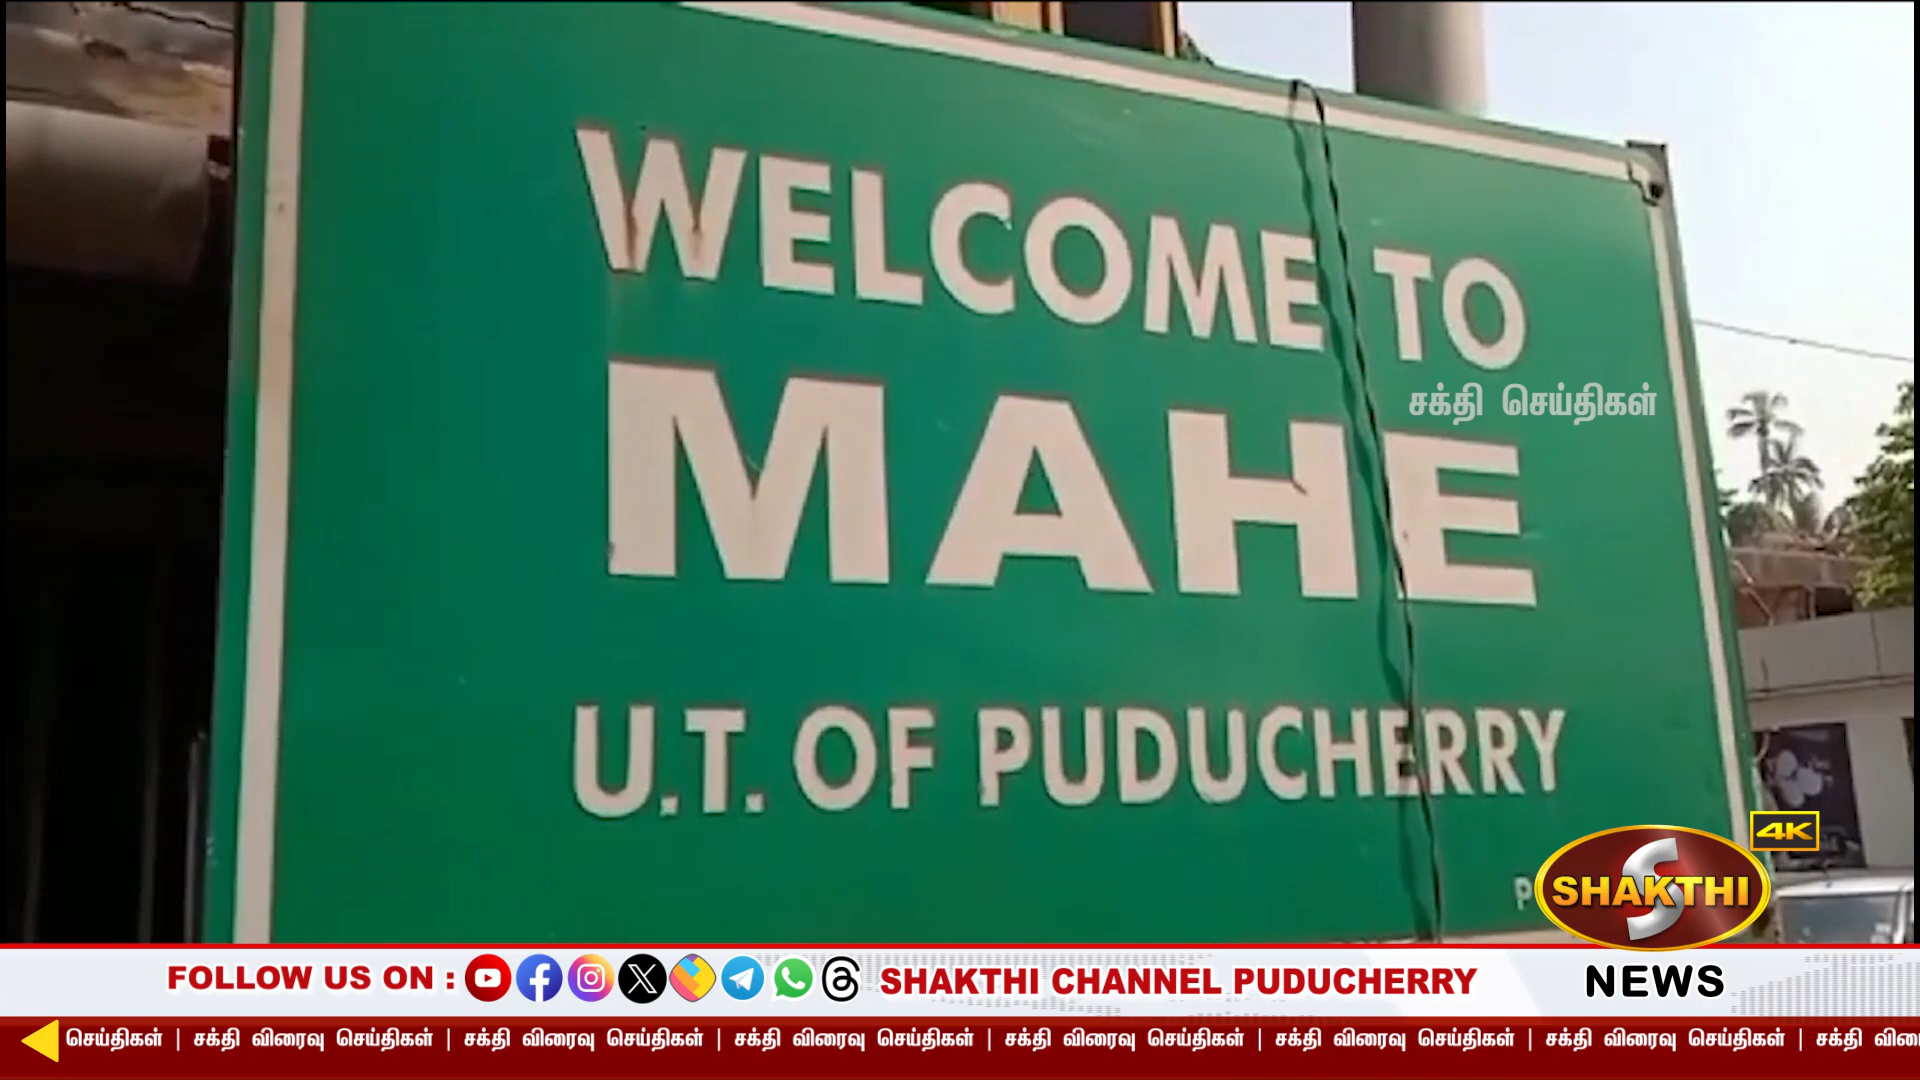 WELCOME TO
சக்தி செய்திகள்
MAHE
U.T. OF PUDUCHERRY
4K
S
SHAKTHI
NEWS
FOLLOW US ON : SHAKTHI CHANNEL PUDUCHERRY
செய்திகள் | சக்தி விரைவு செய்திகள் | சக்தி விரைவு செய்திகள் | சக்தி விரைவு செய்திகள் | சக்தி விரைவு செய்திகள் | சக்தி விரைவு செய்திகள் | சக்தி விரைவு செய்திகள் | சக்தி